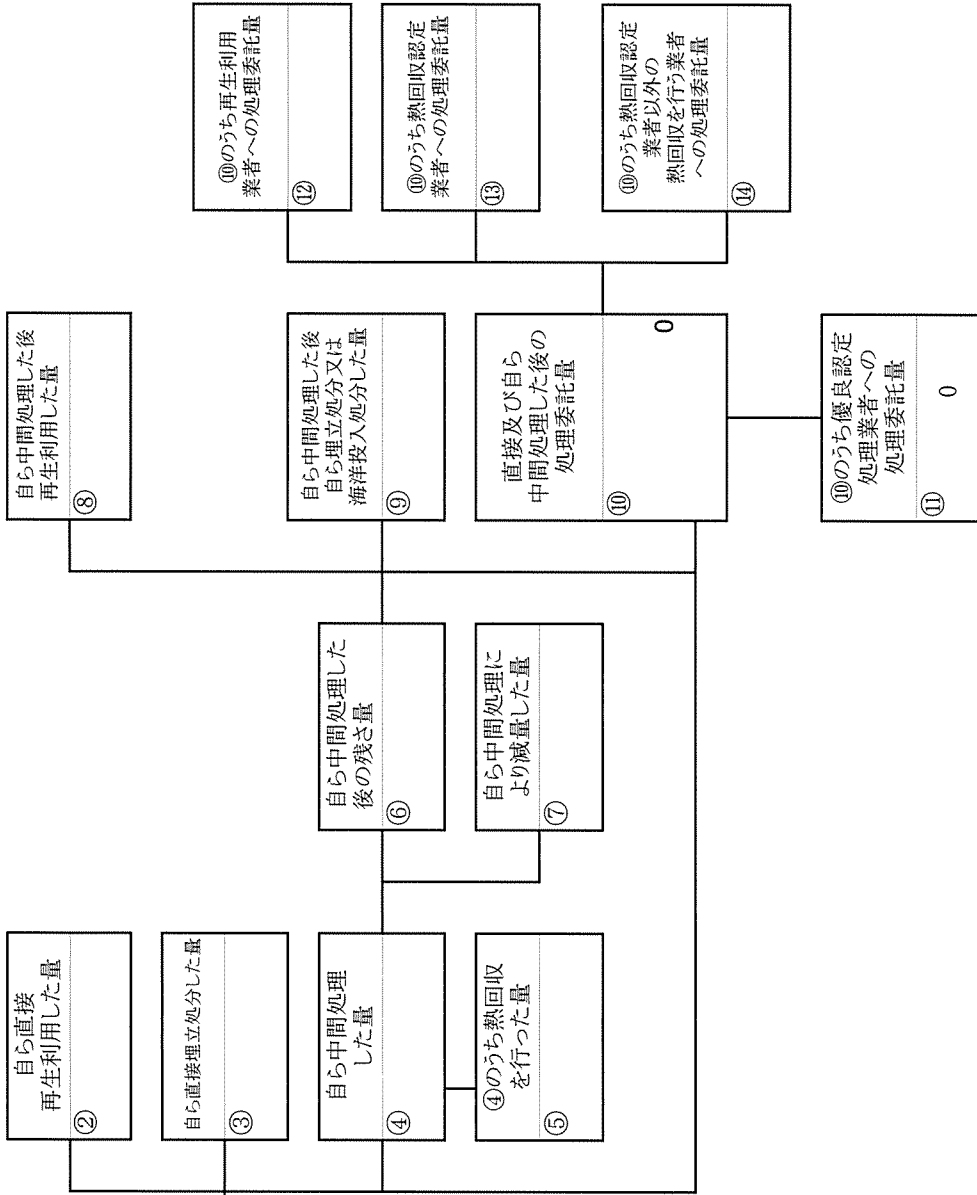 自ら直接
再生利用した量
②
自ら直接埋立処分した量
③
自ら中間処理
した量
④
④のうち熱回収
を行った量
⑤
自ら中間処理した
後の残さ量
⑥
自ら中間処理に
より減量した量
⑦
自ら中間処理した後
再生利用した量
⑧
自ら中間処理した後
自ら埋立処分又は
海洋投入処分した量
⑨
直接及び自ら
中間処理した後の
処理委託量
⑩
0
⑩のうち優良認定
処理業者への
処理委託量
⑪
0
⑩のうち再生利用
業者への処理委託量
⑫
⑩のうち熱回収認定
業者への処理委託量
⑬
⑩のうち熱回収認定
業者以外の
熱回収を行う業者
への処理委託量
⑭